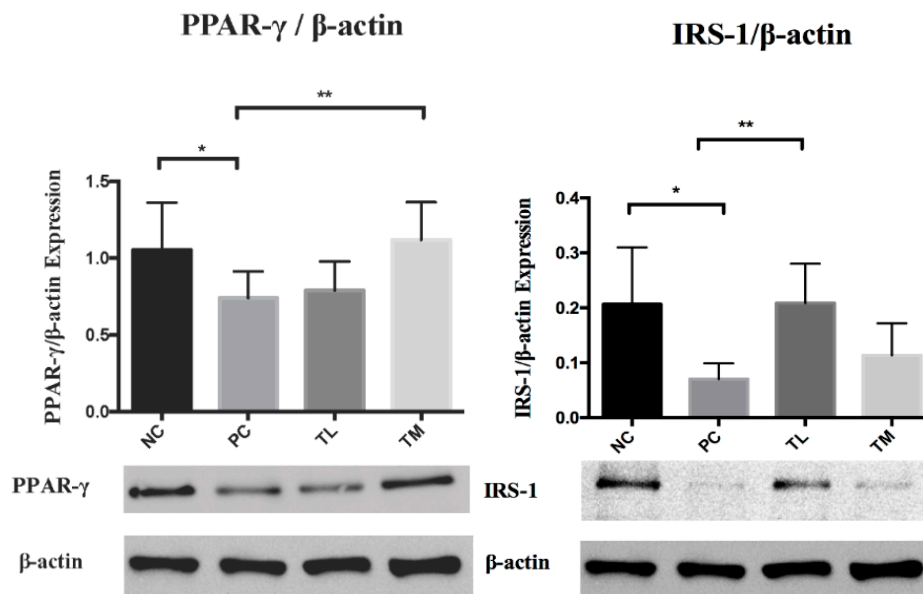 PPAR-γ / β-actin
*
**
PPAR-γ/β-actin Expression
1.5
1.0
0.5
0.0
NC
PC
TL
TM
PPAR-γ
β-actin
IRS-1/β-actin
*
**
IRS-1/β-actin Expression
0.4
0.3
0.2
0.1
0.0
NC
PC
TL
TM
IRS-1
β-actin